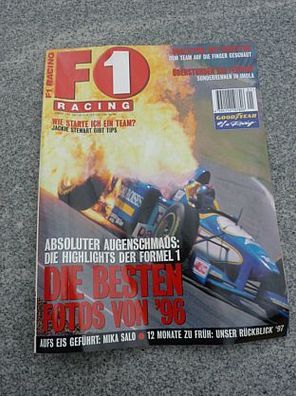 F1 RACING
F1
RACING
DEM TEAM AUF DIE FINGER GESCHAUT
SONDERRENNEN IN IMOLA
GOODYEAR
WIE STARTE ICH EIN TEAM?
JACKIE STEWART GIBT TIPS
ABSOLUTER AUGENSCHMAUS:
DIE HIGHLIGHTS DER FORMEL 1
DIE BESTEN
FOTOS VON '96
AUFS EIS GEFÜHRT: MIKA SALO
12 MONATE ZU FRÜH: UNSER RÜCKBLICK '97